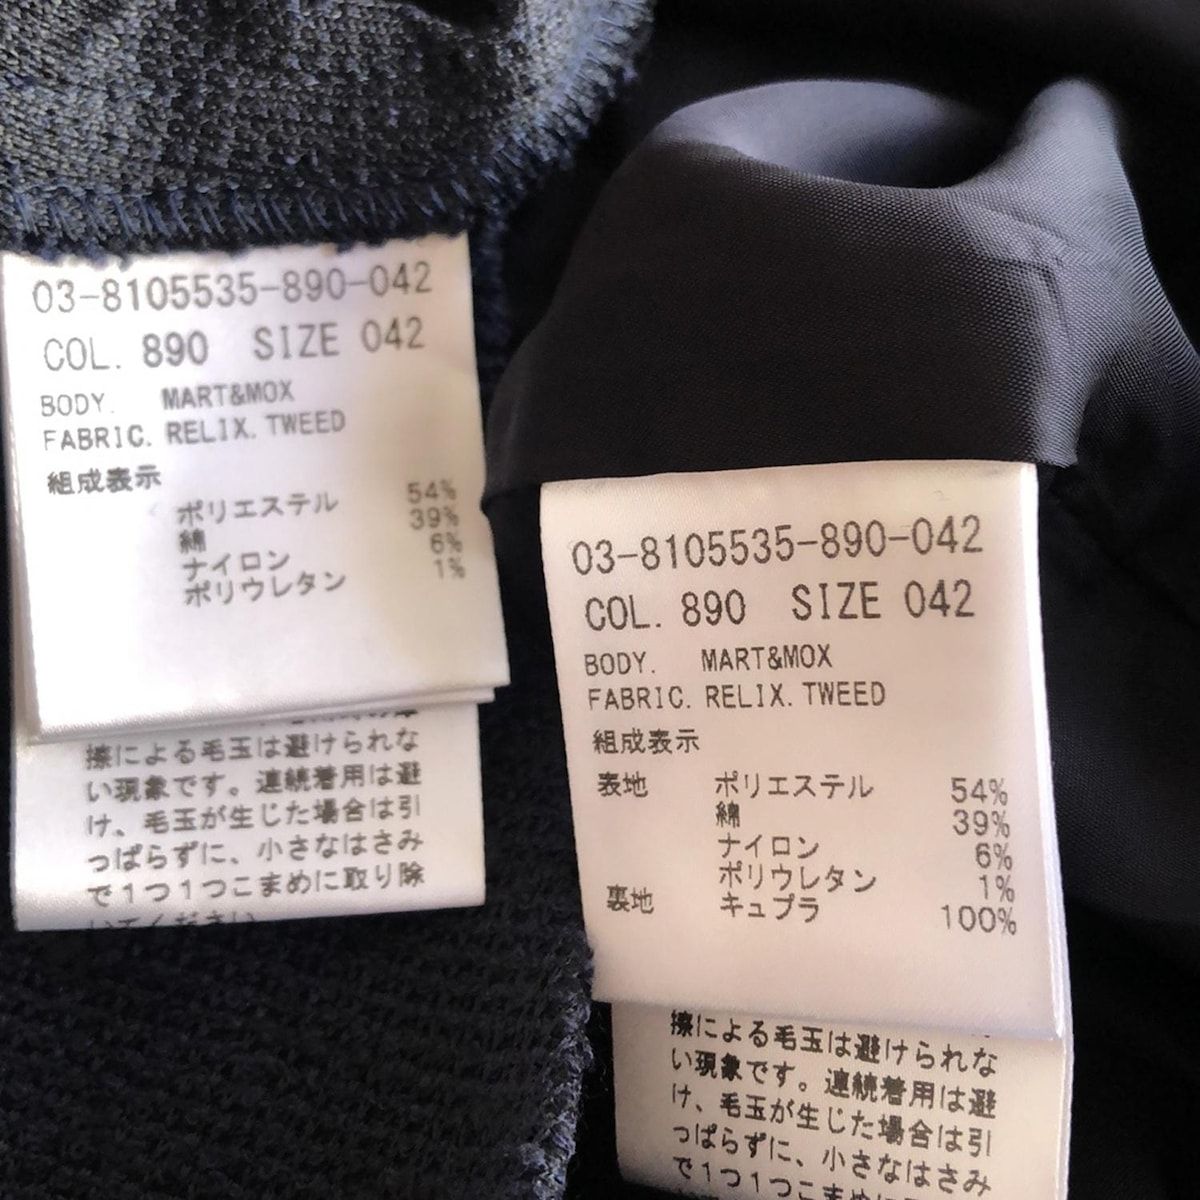 03-8105535-890-042
COL. 890 SIZE 042
BODY. MART&MOX
FABRIC. RELIX. TWEED
組成表示
ポリエステル 54%
綿 39%
ナイロン 6%
ポリウレタン 1%
擦による毛玉は避けられな
い現象です。連続着用は避
け、毛玉が生じた場合は引
っぱらずに、小さなはさみ
で1つ1つこまめに取り除
いてください
03-8105535-890-042
COL. 890 SIZE 042
BODY. MART&MOX
FABRIC. RELIX. TWEED
組成表示
表地 ポリエステル 54%
綿 39%
ナイロン 6%
ポリウレタン 1%
裏地 キュプラ 100%
擦による毛玉は避けられな
い現象です。連続着用は避
け、毛玉が生じた場合は引
っぱらずに、小さなはさみ
で1つ1つこまめに取り除